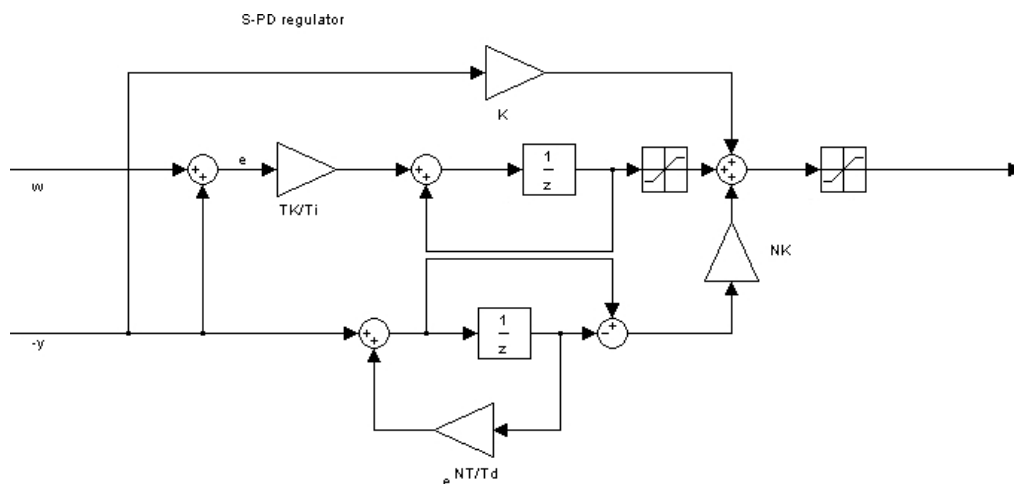 S-PD regulator
K
w
e
TK/Ti
1
z
NK
-y
1
z
e NT/Td